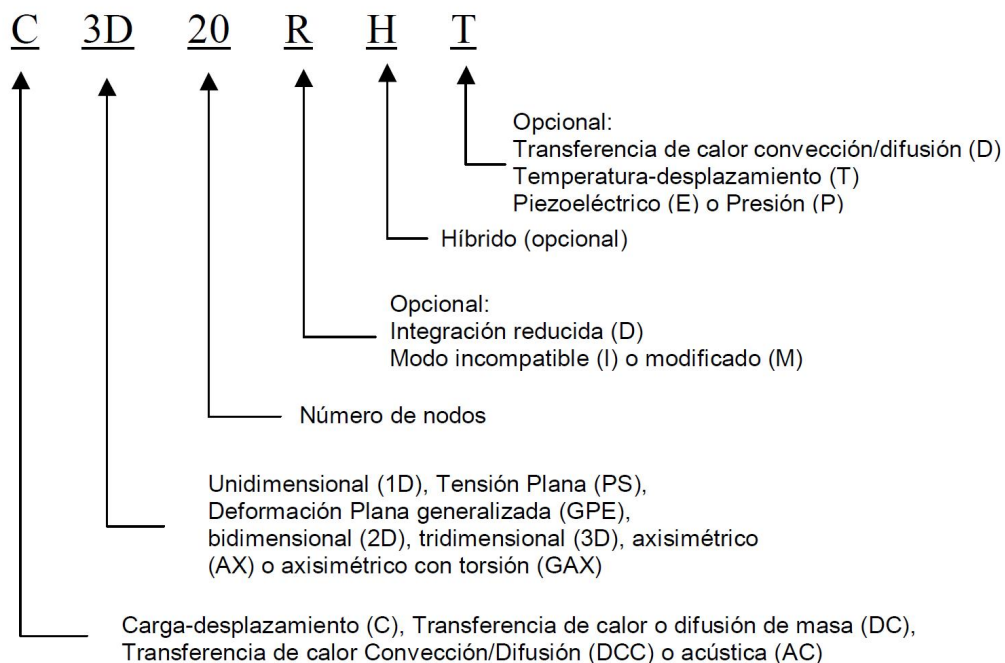 C 3D 20 R H T
Opcional:
Transferencia de calor convección/difusión (D)
Temperatura-desplazamiento (T)
Piezoeléctrico (E) o Presión (P)
Híbrido (opcional)
Opcional:
Integración reducida (D)
Modo incompatible (I) o modificado (M)
Número de nodos
Unidimensional (1D), Tensión Plana (PS),
Deformación Plana generalizada (GPE),
bidimensional (2D), tridimensional (3D), axisimétrico
(AX) o axisimétrico con torsión (GAX)
Carga-desplazamiento (C), Transferencia de calor o difusión de masa (DC),
Transferencia de calor Convección/Difusión (DCC) o acústica (AC)